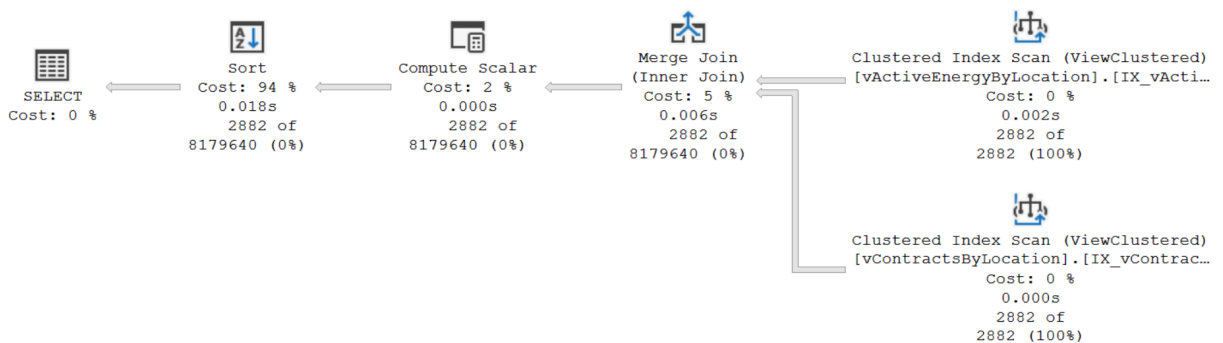 SELECT
Cost: 0 %
Sort
Cost: 94 %
0.018s
2882 of
8179640 (0%)
Compute Scalar
Cost: 2 %
0.000s
2882 of
8179640 (0%)
Merge Join
(Inner Join)
Cost: 5 %
0.006s
2882 of
8179640 (0%)
Clustered Index Scan (ViewClustered)
[vActiveEnergyByLocation].[IX_vActi…
Cost: 0 %
0.002s
2882 of
2882 (100%)
Clustered Index Scan (ViewClustered)
[vContractsByLocation].[IX_vContrac…
Cost: 0 %
0.000s
2882 of
2882 (100%)